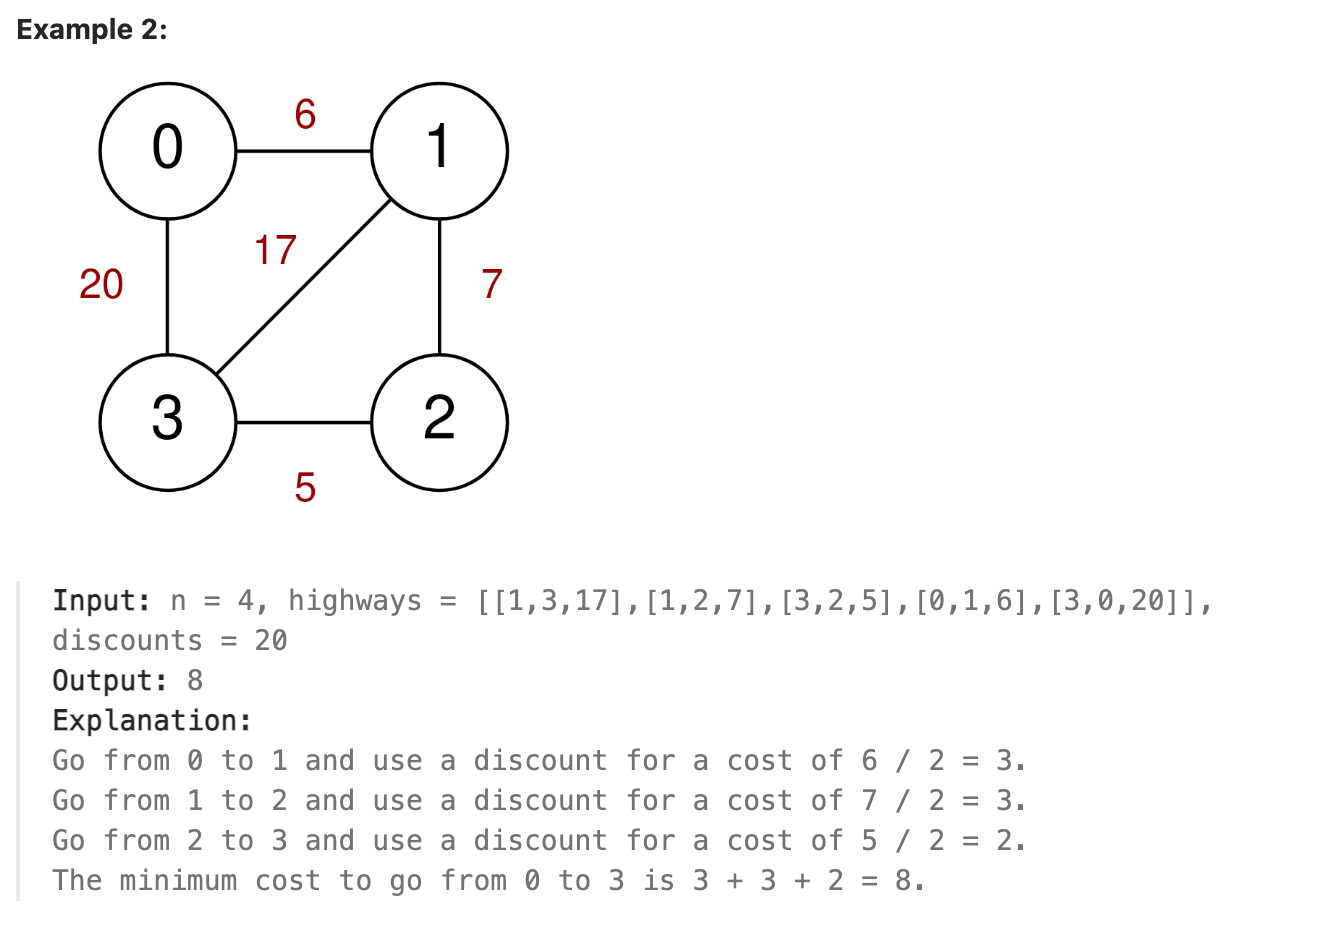 Example 2:
6
0
1
17
20
7
3
2
5
Input: n = 4, highways = [[1,3,17],[1,2,7],[3,2,5],[0,1,6],[3,0,20]],
discounts = 20
Output: 8
Explanation:
Go from 0 to 1 and use a discount for a cost of 6 / 2 = 3.
Go from 1 to 2 and use a discount for a cost of 7 / 2 = 3.
Go from 2 to 3 and use a discount for a cost of 5 / 2 = 2.
The minimum cost to go from 0 to 3 is 3 + 3 + 2 = 8.